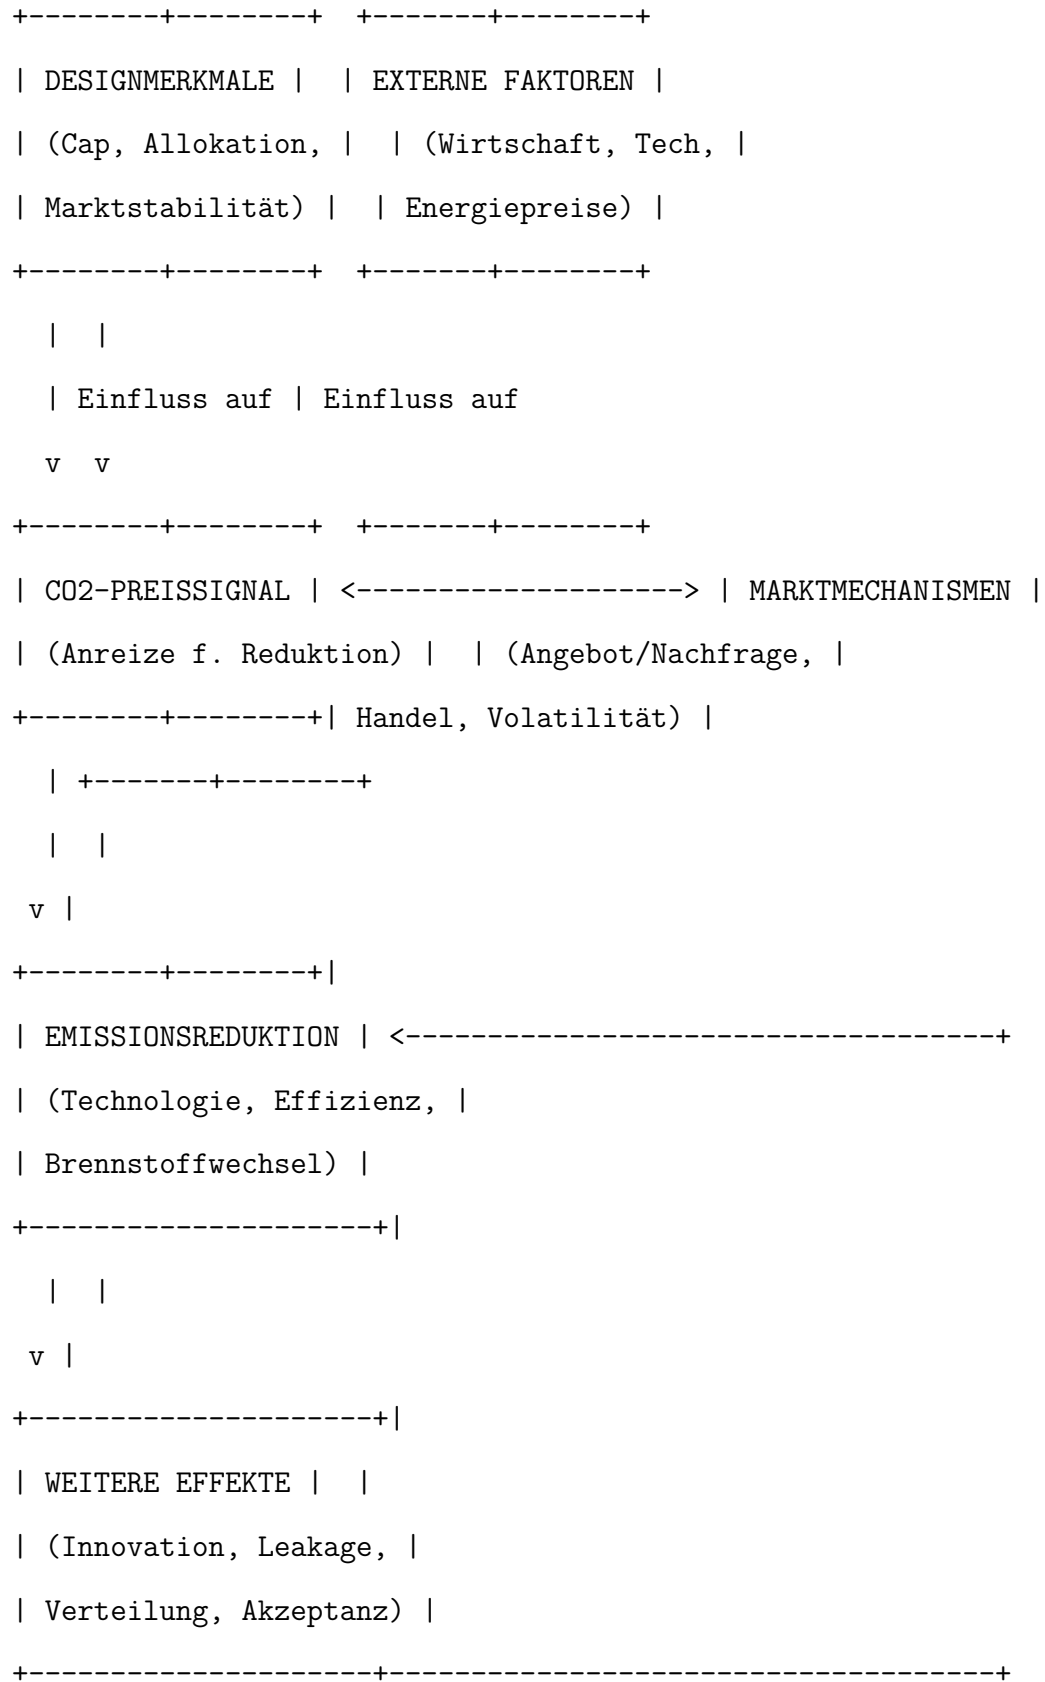 +--------+--------+  +-------+--------+
| DESIGNMERKMALE |  | EXTERNE FAKTOREN |
| (Cap, Allokation, |  | (Wirtschaft, Tech, |
| Marktstabilität) |  | Energiepreise) |
+--------+--------+  +-------+--------+
  |  |
  | Einfluss auf | Einfluss auf
  v  v
+--------+--------+  +-------+--------+
| CO2-PREISSIGNAL | <--------------------> | MARKTMECHANISMEN |
| (Anreize f. Reduktion) |  | (Angebot/Nachfrage, |
+--------+--------+| Handel, Volatilität) |
  | +-------+--------+
  |  |
 v |
+--------+--------+|
| EMISSIONSREDUKTION | <------------------------------------+
| (Technologie, Effizienz, |
| Brennstoffwechsel) |
+---------------------+|
  |  |
 v |
+---------------------+|
| WEITERE EFFEKTE |  |
| (Innovation, Leakage, |
| Verteilung, Akzeptanz) |
+---------------------+-------------------------------------+